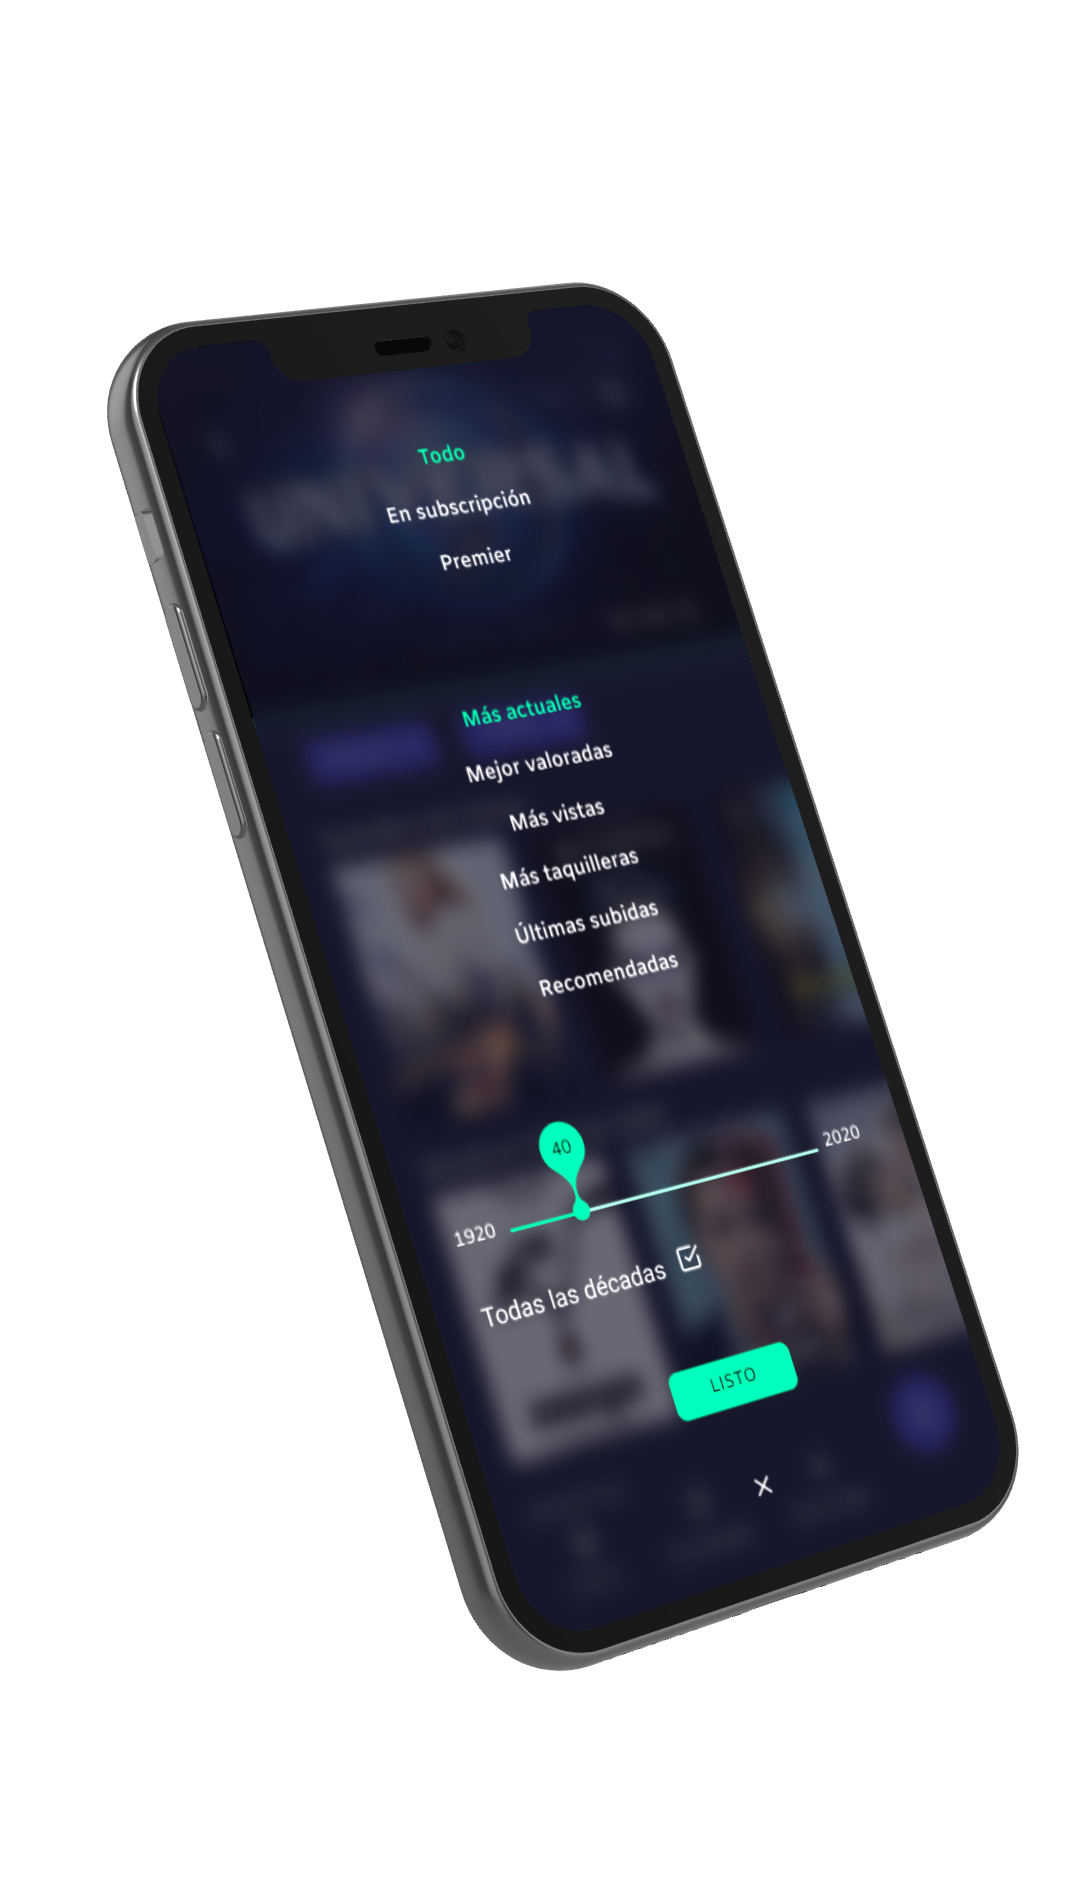 UNIVERSAL
Todo
En subscripción
Premier
Más actuales
Mejor valoradas
Más vistas
Más taquilleras
Últimas subidas
Recomendadas
40
1920
2020
Todas las décadas
LISTO